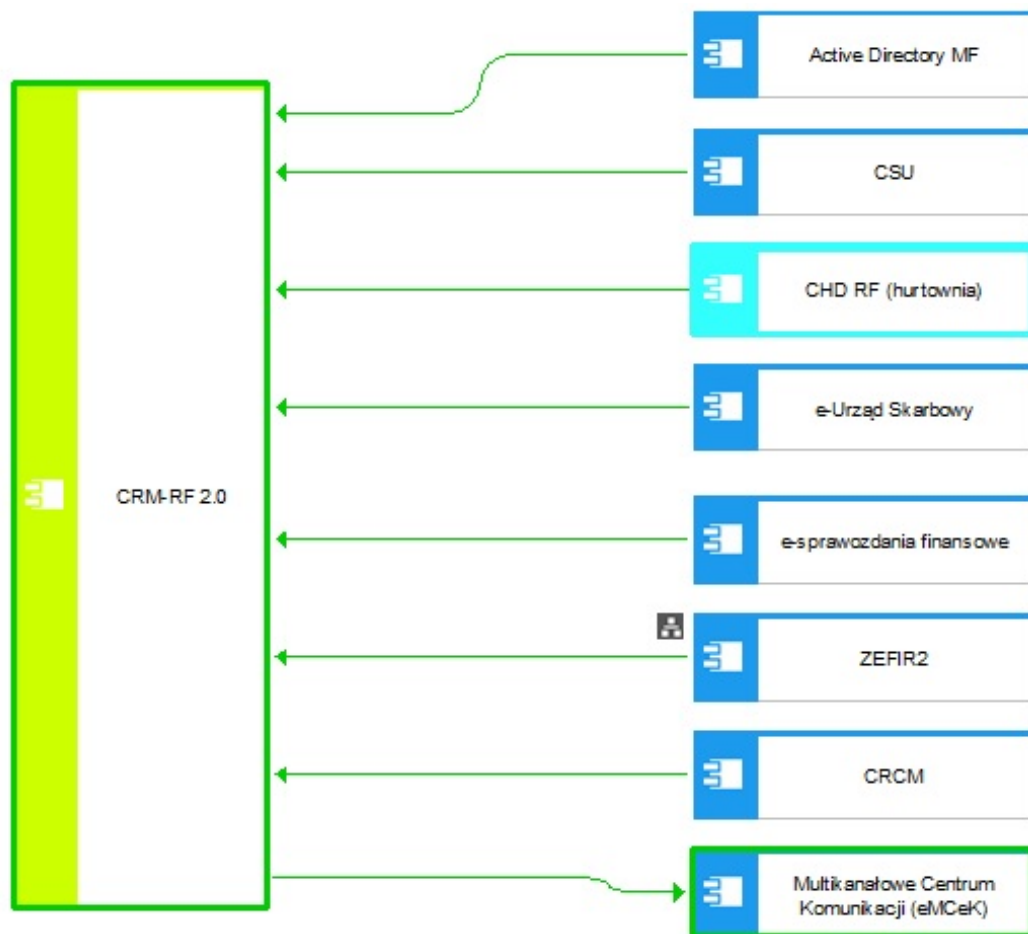 Active Directory MF
CSU
CHD RF (hurtownia)
e-Urząd Skarbowy
CRM-RF 2.0
e-sprawozdania finansowe
ZEFIR2
CRCM
Multikanałowe Centrum
Komunikacji (eMCeK)